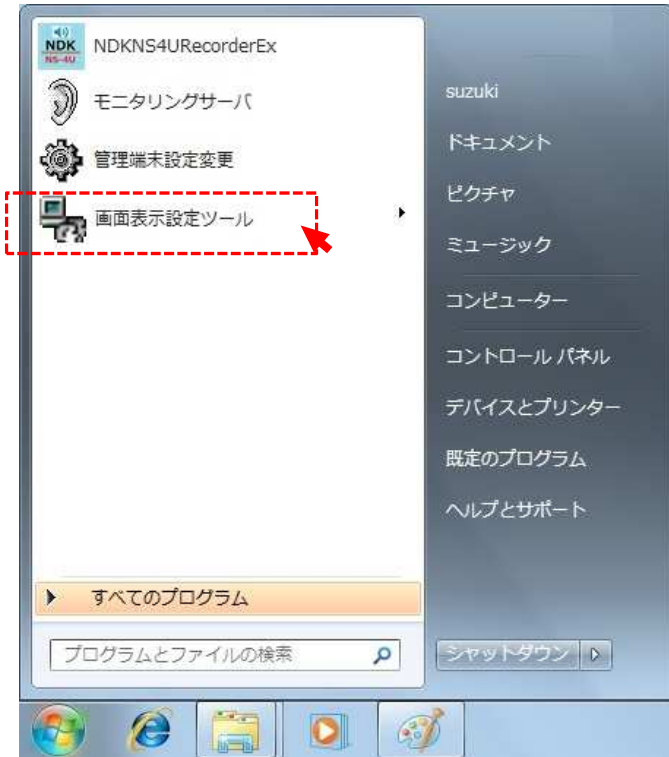 NDK
NS-4U
NDKNS4URecorderEx
モニタリングサーバ
管理端末設定変更
画面表示設定ツール
すべてのプログラム
プログラムとファイルの検索
suzuki
ドキュメント
ピクチャ
ミュージック
コンピューター
コントロール パネル
デバイスとプリンター
既定のプログラム
ヘルプとサポート
シャットダウン